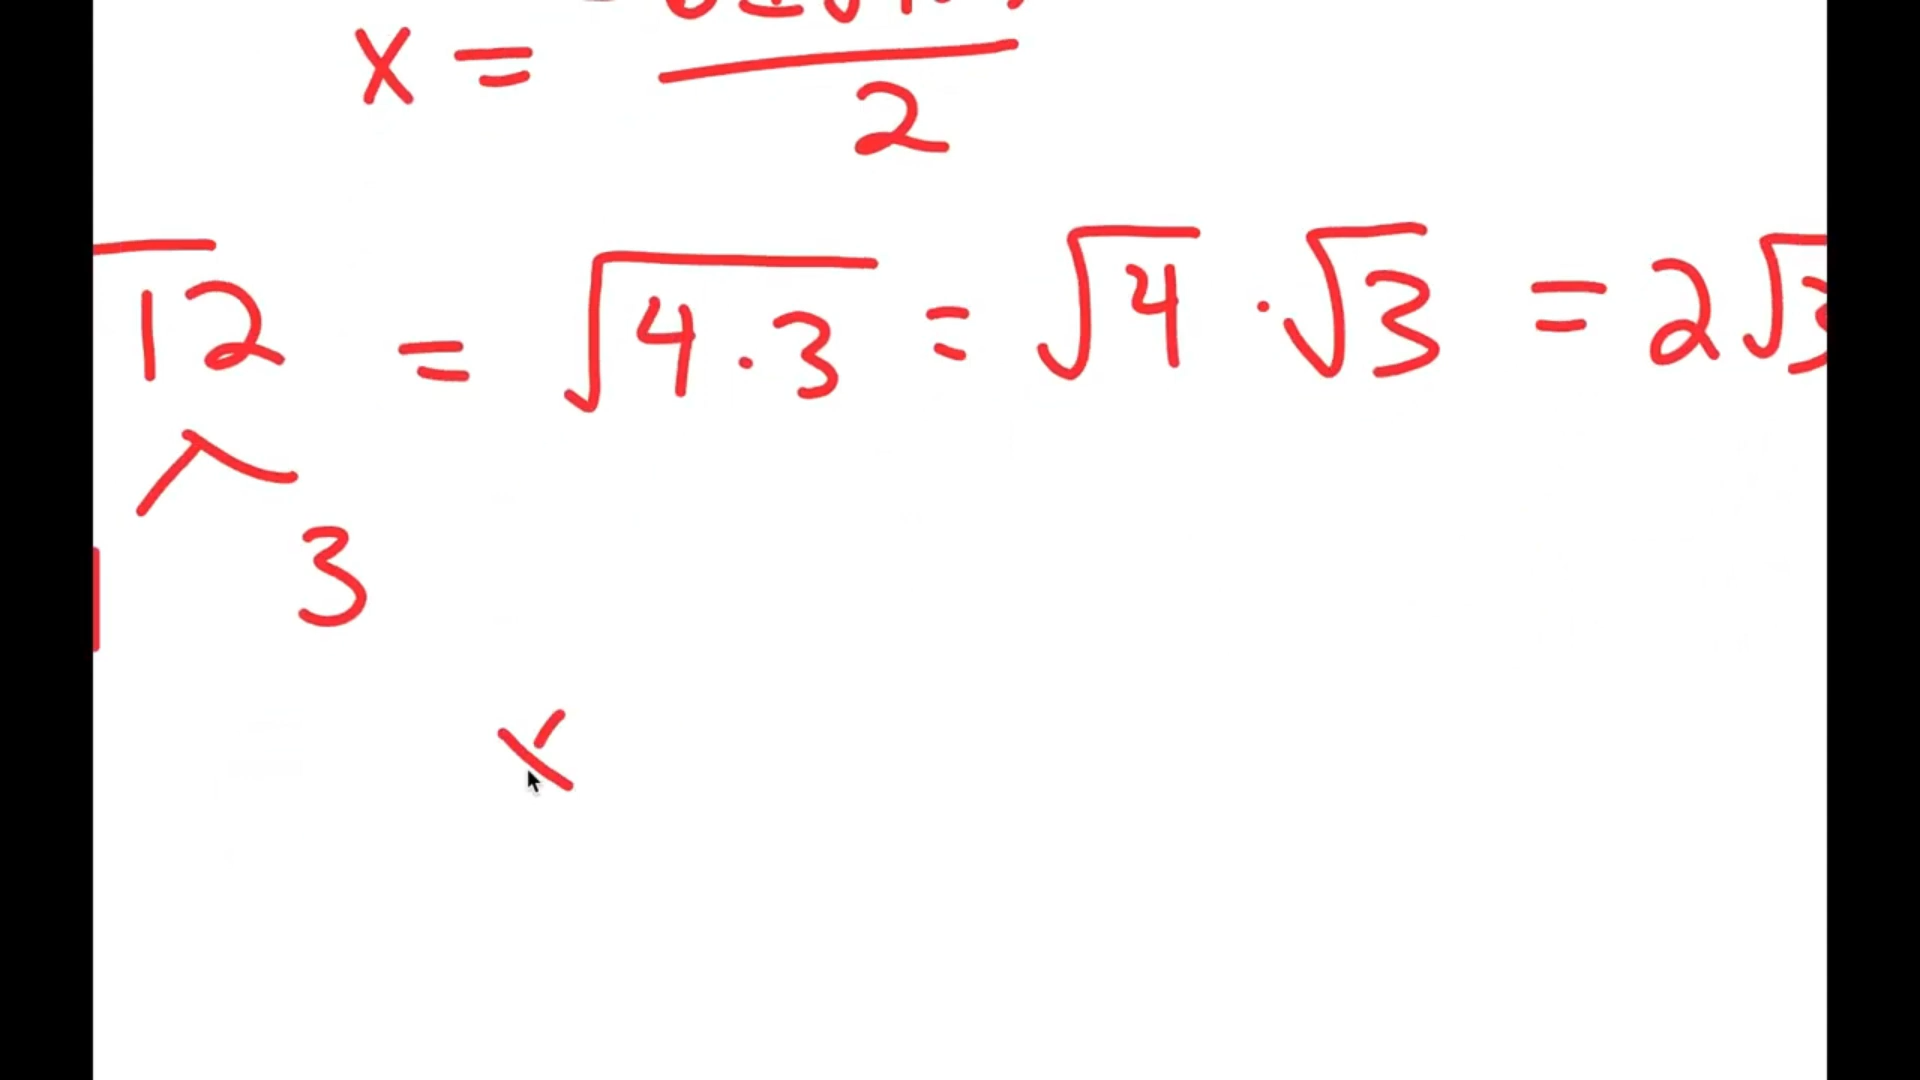 x = 2
12 = √4·3 = √4 · √3 = 2√3
3
x